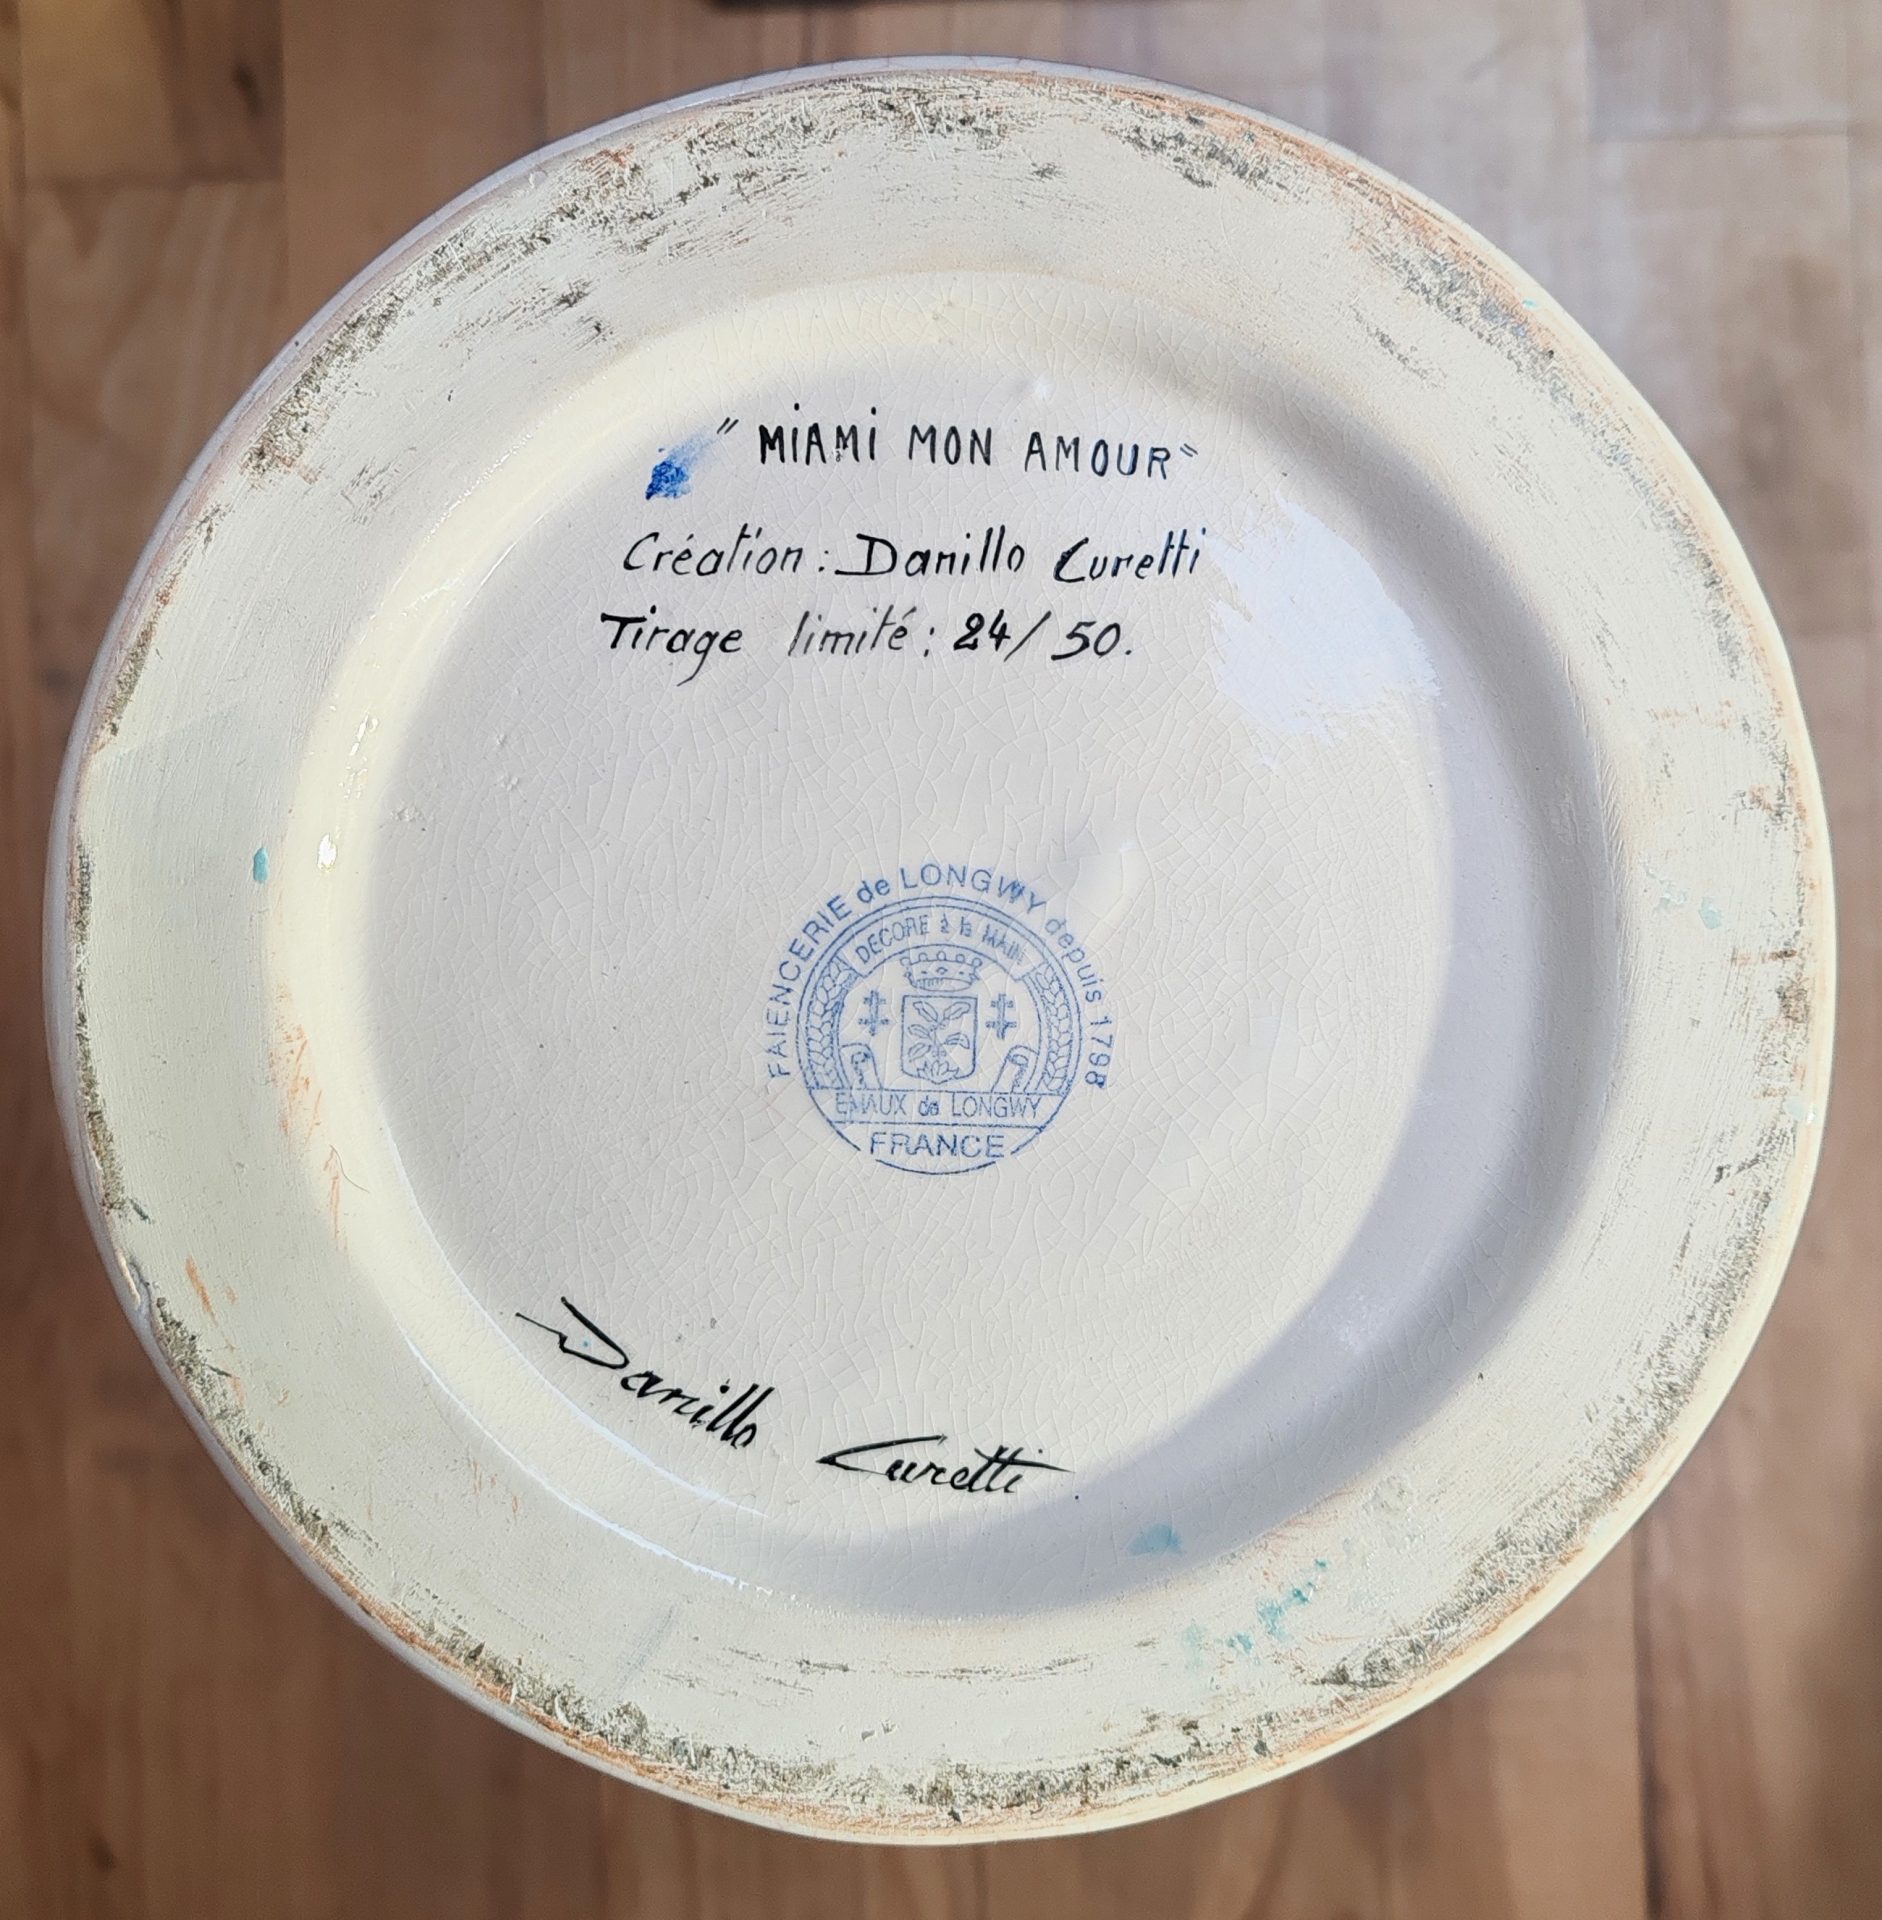 "MIAMI MON AMOUR"
Création : Danillo Curetti
Tirage limité : 24/50.
FAIENCERIE de LONGWY depuis 1798
DECORE à la MAIN
EMAUX de LONGWY
FRANCE
Danillo Curetti